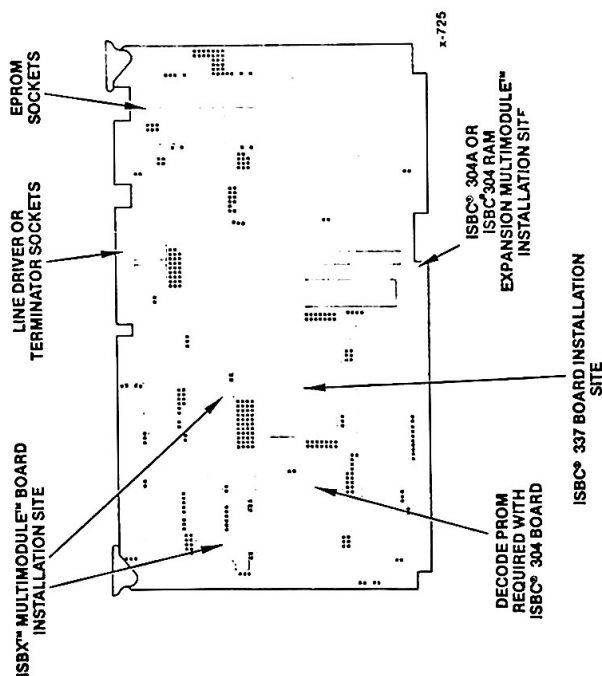 ISBX™ MULTIMODULE™ BOARD
INSTALLATION SITE
LINE DRIVER OR
TERMINATOR SOCKETS
EPROM
SOCKETS
DECODE PROM
REQUIRED WITH
ISBC® 304 BOARD
ISBC® 337 BOARD INSTALLATION
SITE
ISBC® 304A OR
ISBC® 304 RAM
EXPANSION MULTIMODULE™
INSTALLATION SITE
x-725